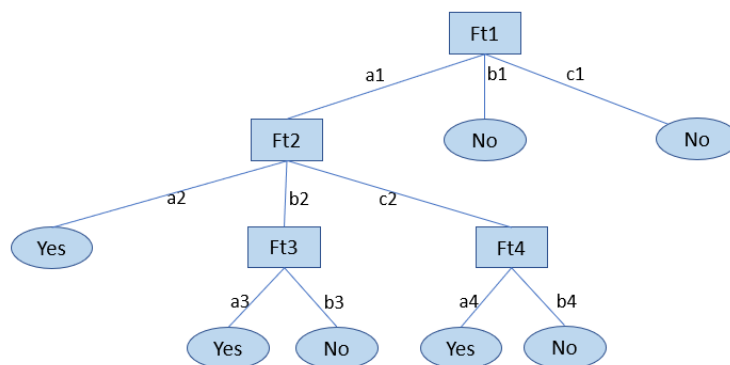 Ft1
a1 b1 c1
Ft2 No No
a2 b2 c2
Yes Ft3 Ft4
a3 b3 a4 b4
Yes No Yes No